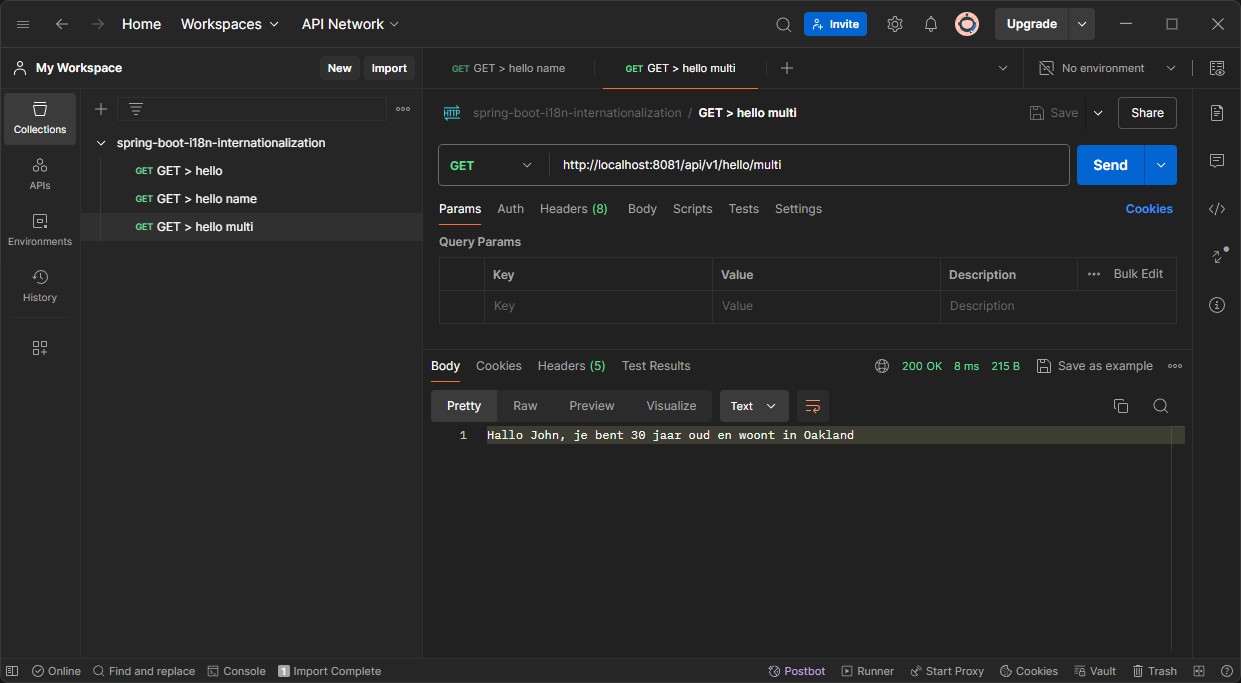 Home Workspaces API Network Invite Upgrade
My Workspace New Import GET GET > hello name GET GET > hello multi No environment
Collections
APIs
Environments
History
spring-boot-i18n-internationalization
GET GET > hello
GET GET > hello name
GET GET > hello multi
HTTP spring-boot-i18n-internationalization / GET > hello multi Save Share
GET http://localhost:8081/api/v1/hello/multi Send
Params Auth Headers (8) Body Scripts Tests Settings Cookies
Query Params
Key Value Description Bulk Edit
Key Value Description
Body Cookies Headers (5) Test Results 200 OK 8 ms 215 B Save as example
Pretty Raw Preview Visualize Text
1 Hallo John, je bent 30 jaar oud en woont in Oakland
Online Find and replace Console 1 Import Complete Postbot Runner Start Proxy Cookies Vault Trash